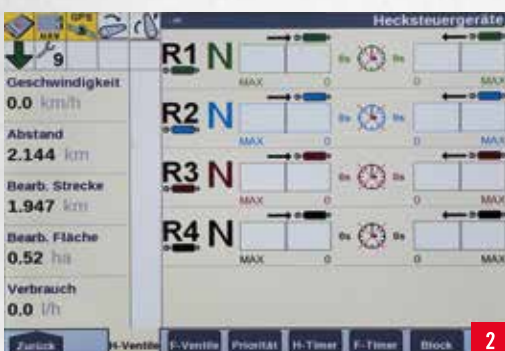 GPS
MAN
9
Hecksteuergeräte
Geschwindigkeit
0.0 km/h
Abstand
2.144 km
Bearb. Strecke
1.947 km
Bearb. Fläche
0.52 ha
Verbrauch
0.0 l/h
R1 N
MAX 0s 0s 0 MAX
R2 N
MAX 0 0s 0s 0 MAX
R3 N
MAX 0 0s 0s 0 MAX
R4 N
MAX 0 0s 0s 0 MAX
Zurück H-Ventile F-Ventile Priorität H-Timer F-Timer Block
2